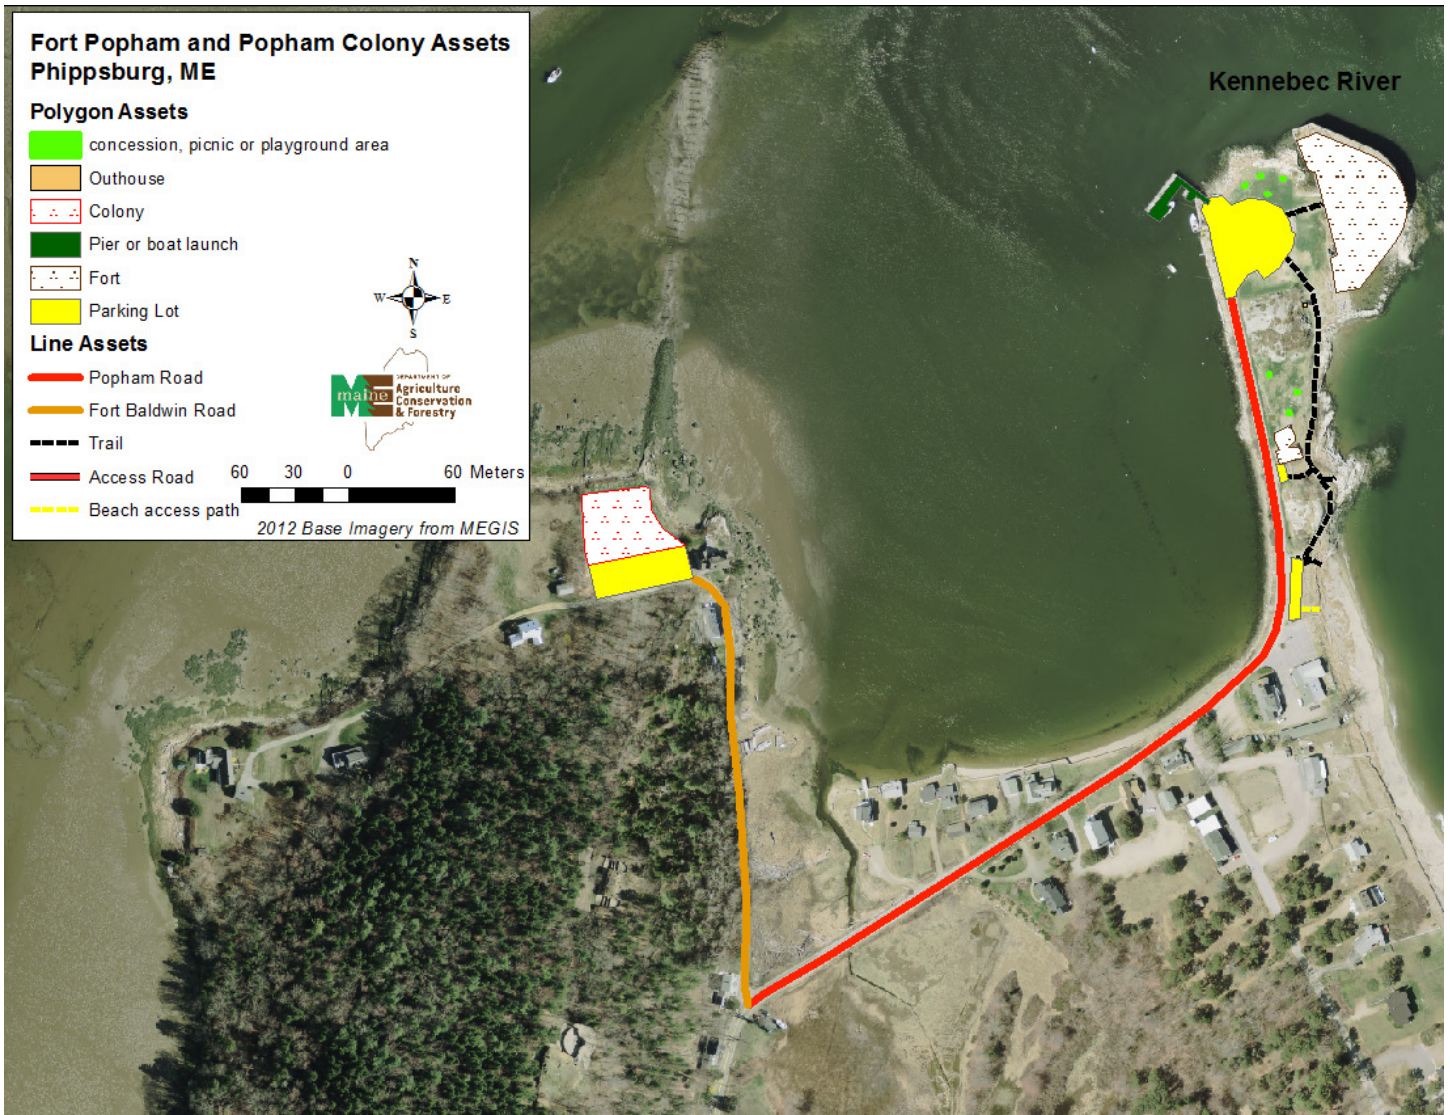 Fort Popham and Popham Colony Assets
Phippsburg, ME
Polygon Assets
concession, picnic or playground area
Outhouse
Colony
Pier or boat launch
Fort
Parking Lot
Line Assets
Popham Road
Fort Baldwin Road
Trail
Access Road
Beach access path
N
W E
S
DEPARTMENT OF
maine Agriculture
Conservation
& Forestry
60 30 0 60 Meters
2012 Base Imagery from MEGIS
Kennebec River